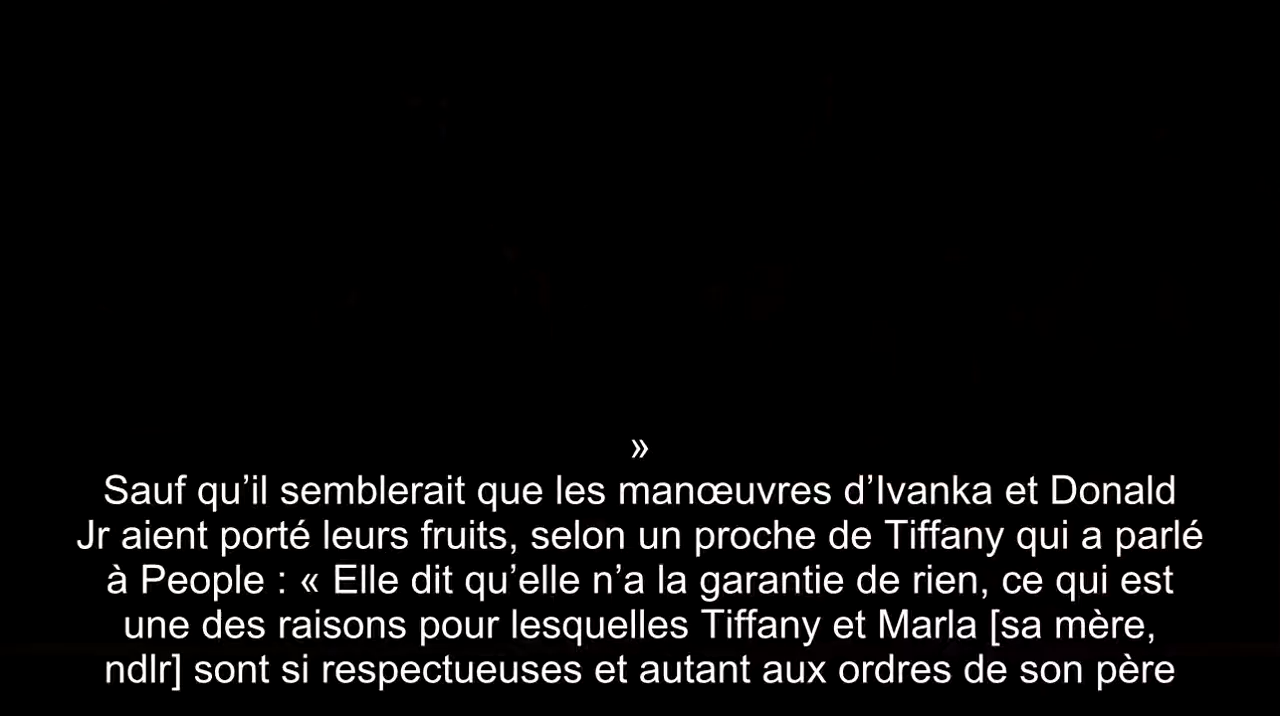 »
Sauf qu’il semblerait que les manœuvres d’Ivanka et Donald
Jr aient porté leurs fruits, selon un proche de Tiffany qui a parlé
à People : « Elle dit qu’elle n’a la garantie de rien, ce qui est
une des raisons pour lesquelles Tiffany et Marla [sa mère,
ndlr] sont si respectueuses et autant aux ordres de son père